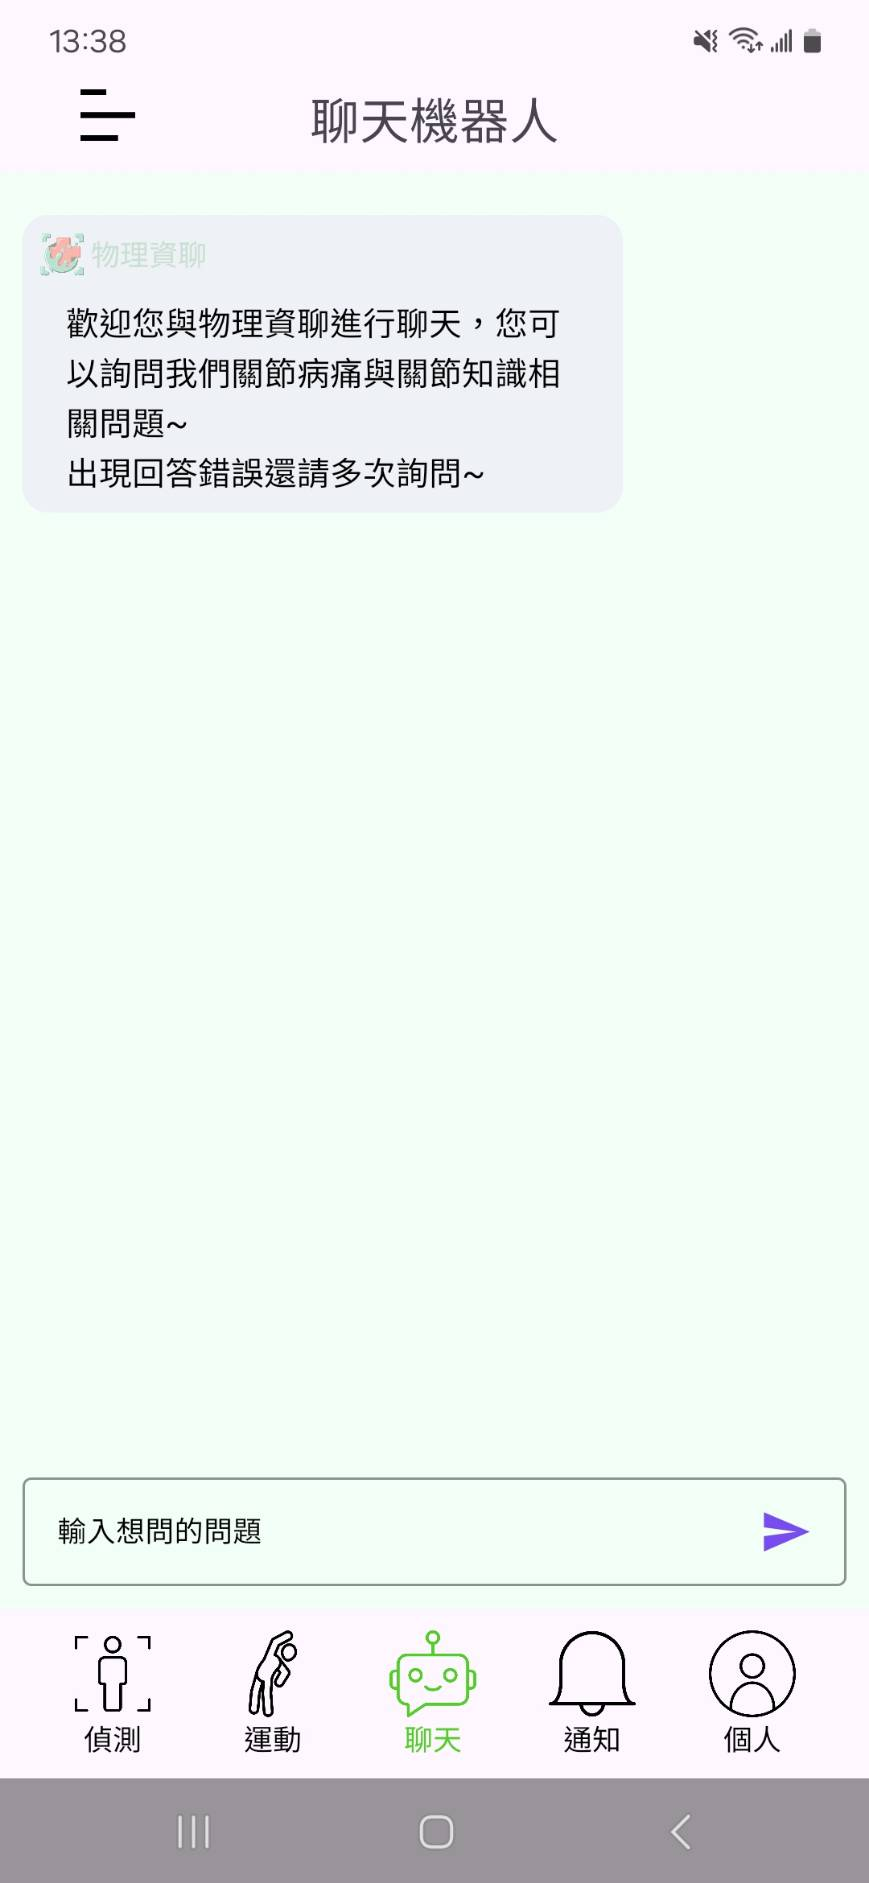 13:38
聊天機器人
物理資聊
歡迎您與物理資聊進行聊天，您可
以詢問我們關節病痛與關節知識相
關問題~
出現回答錯誤還請多次詢問~
輸入想問的問題
偵測
運動
聊天
通知
個人